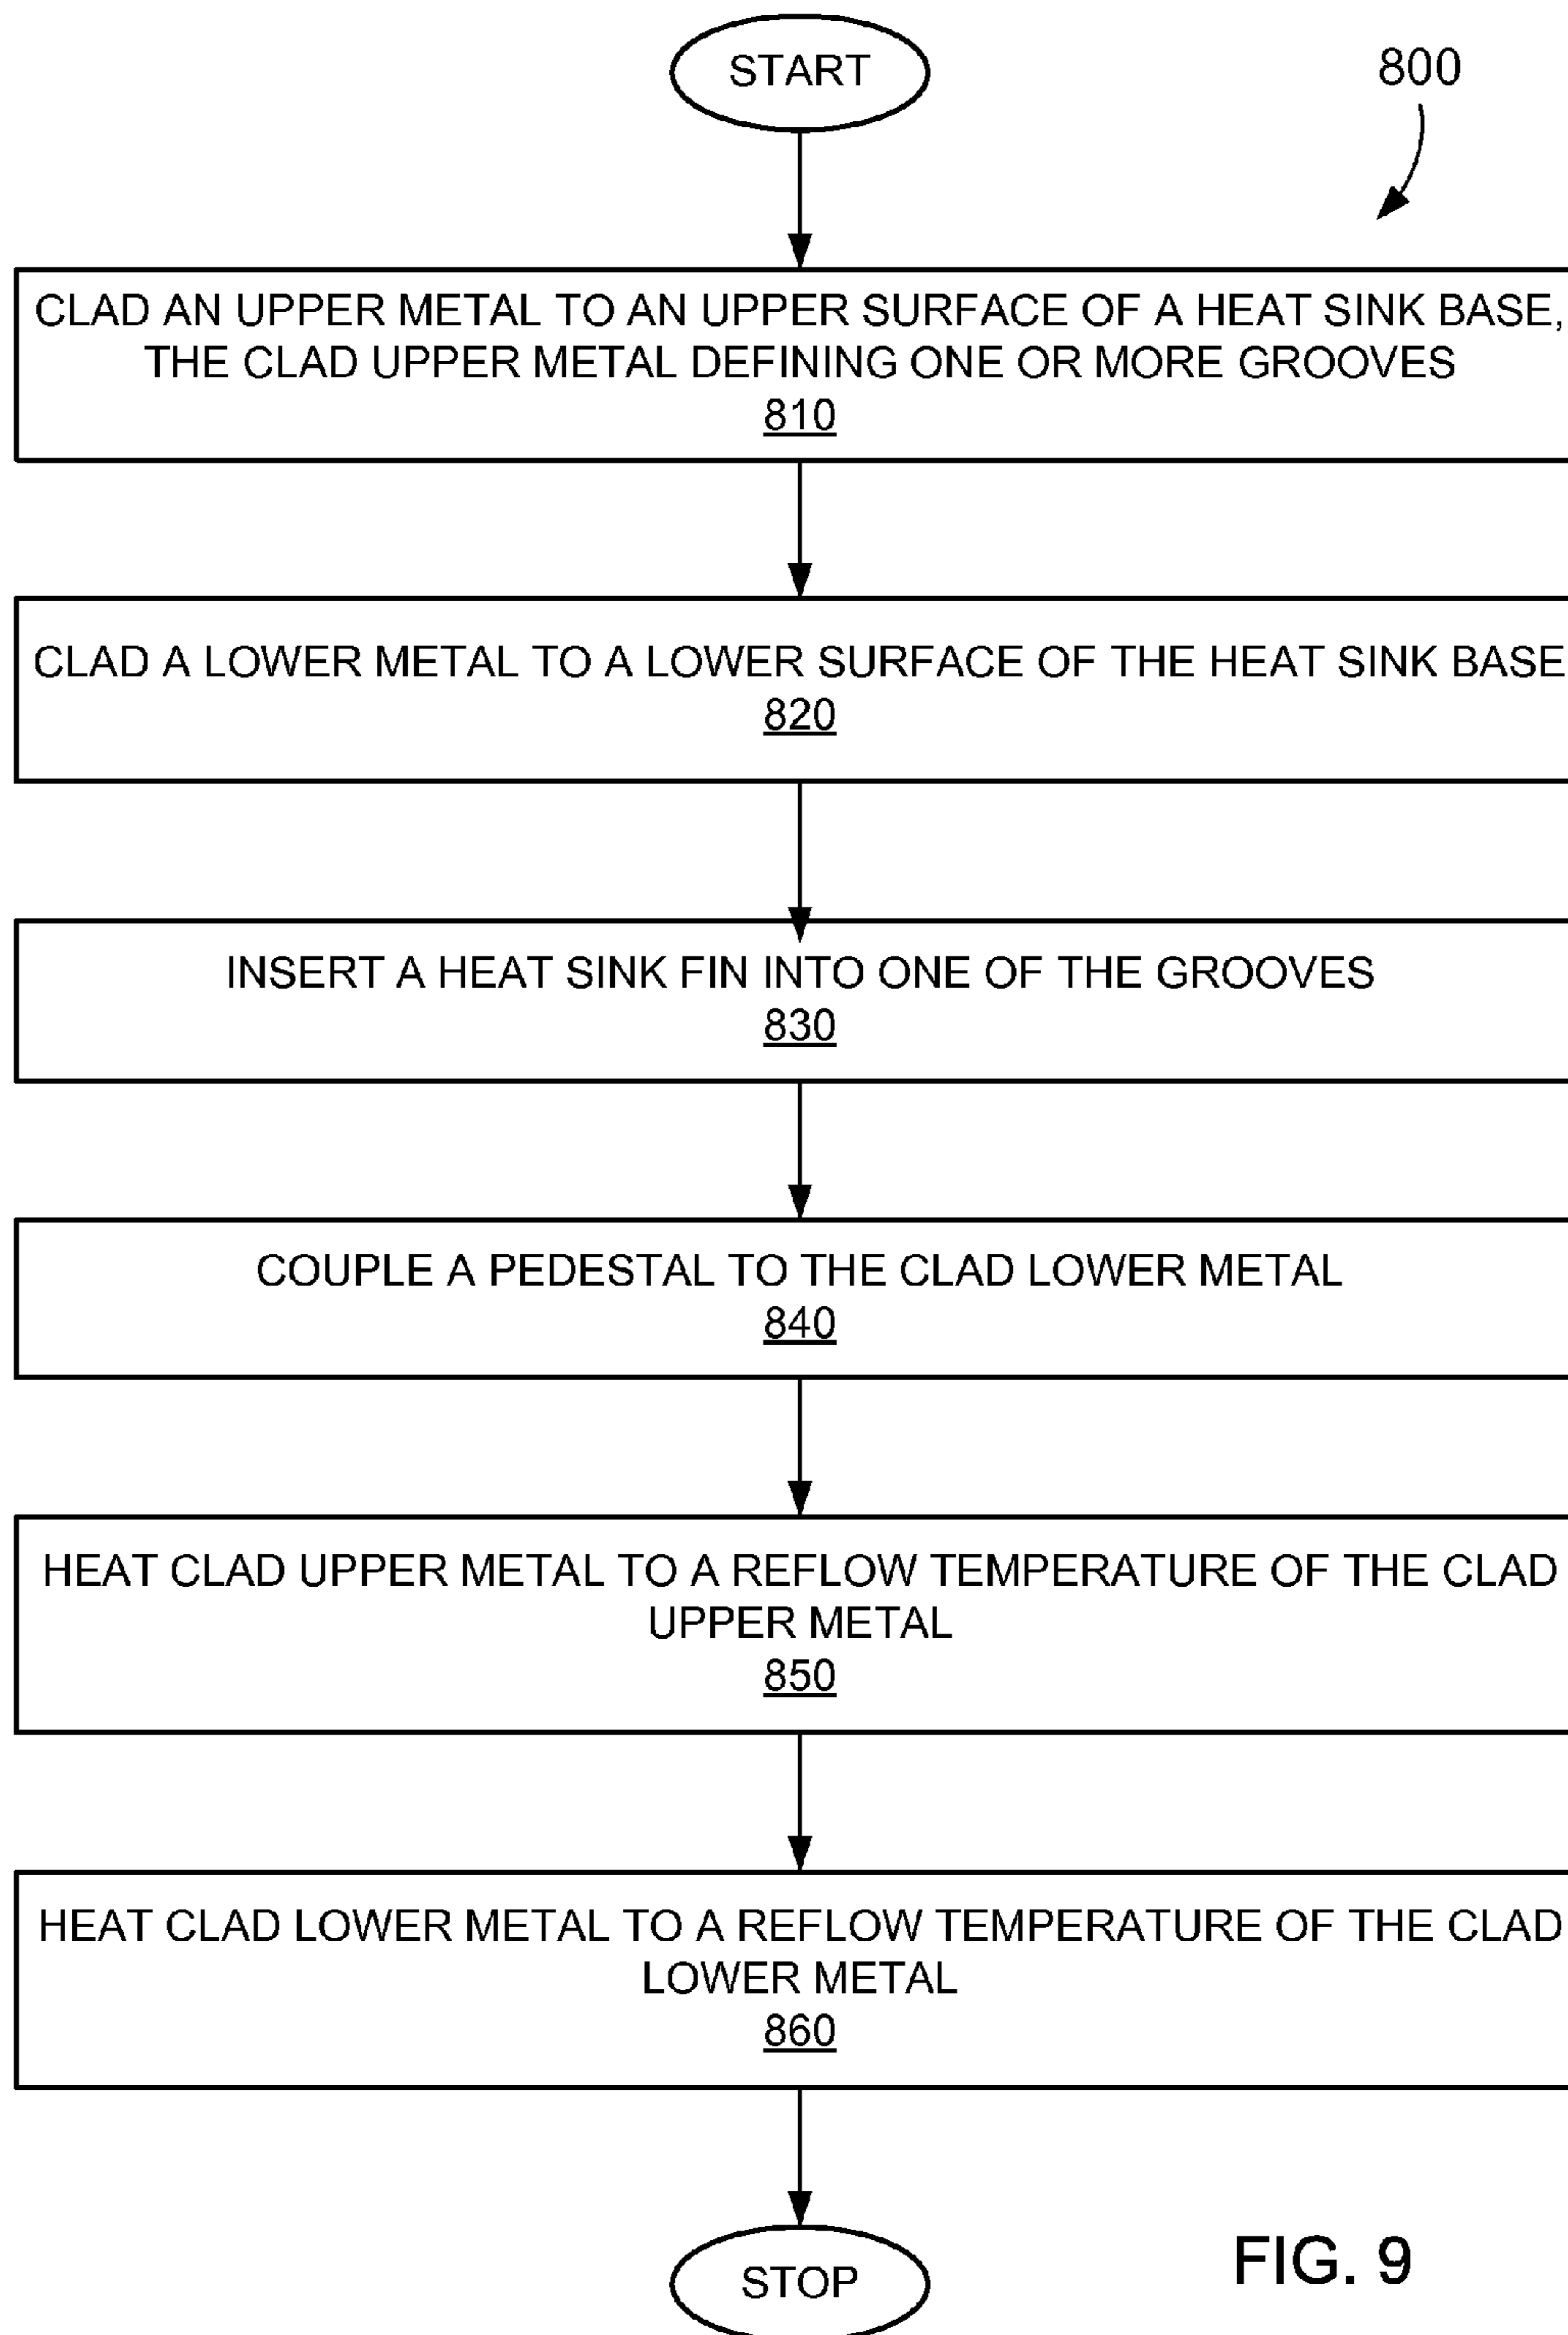 START
800
CLAD AN UPPER METAL TO AN UPPER SURFACE OF A HEAT SINK BASE,
THE CLAD UPPER METAL DEFINING ONE OR MORE GROOVES
810
CLAD A LOWER METAL TO A LOWER SURFACE OF THE HEAT SINK BASE
820
INSERT A HEAT SINK FIN INTO ONE OF THE GROOVES
830
COUPLE A PEDESTAL TO THE CLAD LOWER METAL
840
HEAT CLAD UPPER METAL TO A REFLOW TEMPERATURE OF THE CLAD
UPPER METAL
850
HEAT CLAD LOWER METAL TO A REFLOW TEMPERATURE OF THE CLAD
LOWER METAL
860
STOP
FIG. 9